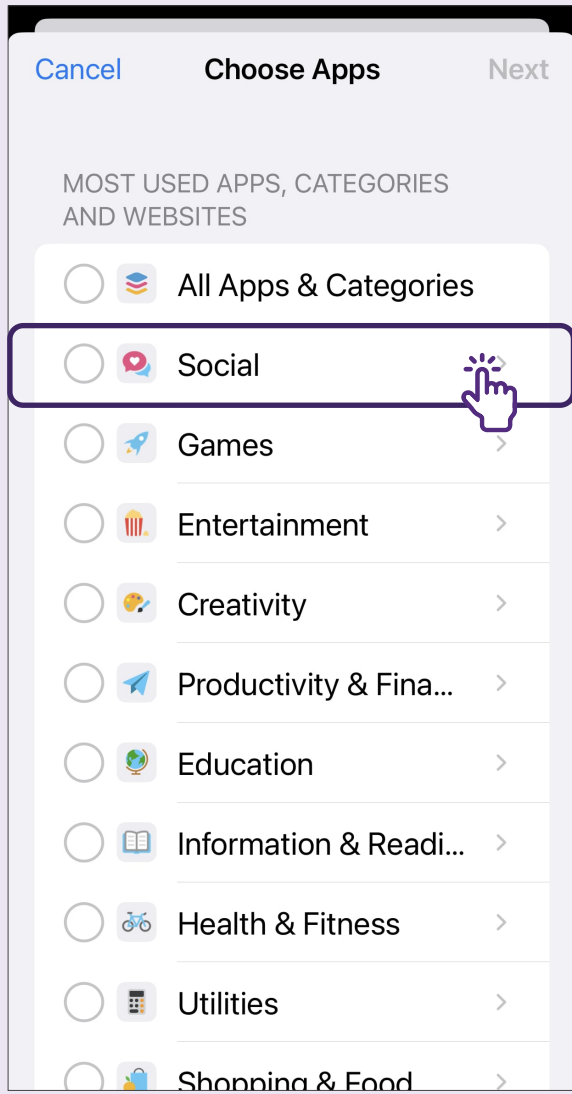 Cancel Choose Apps Next
MOST USED APPS, CATEGORIES
AND WEBSITES
All Apps & Categories
Social
Games
Entertainment
Creativity
Productivity & Fina...
Education
Information & Readi...
Health & Fitness
Utilities
Shopping & Food